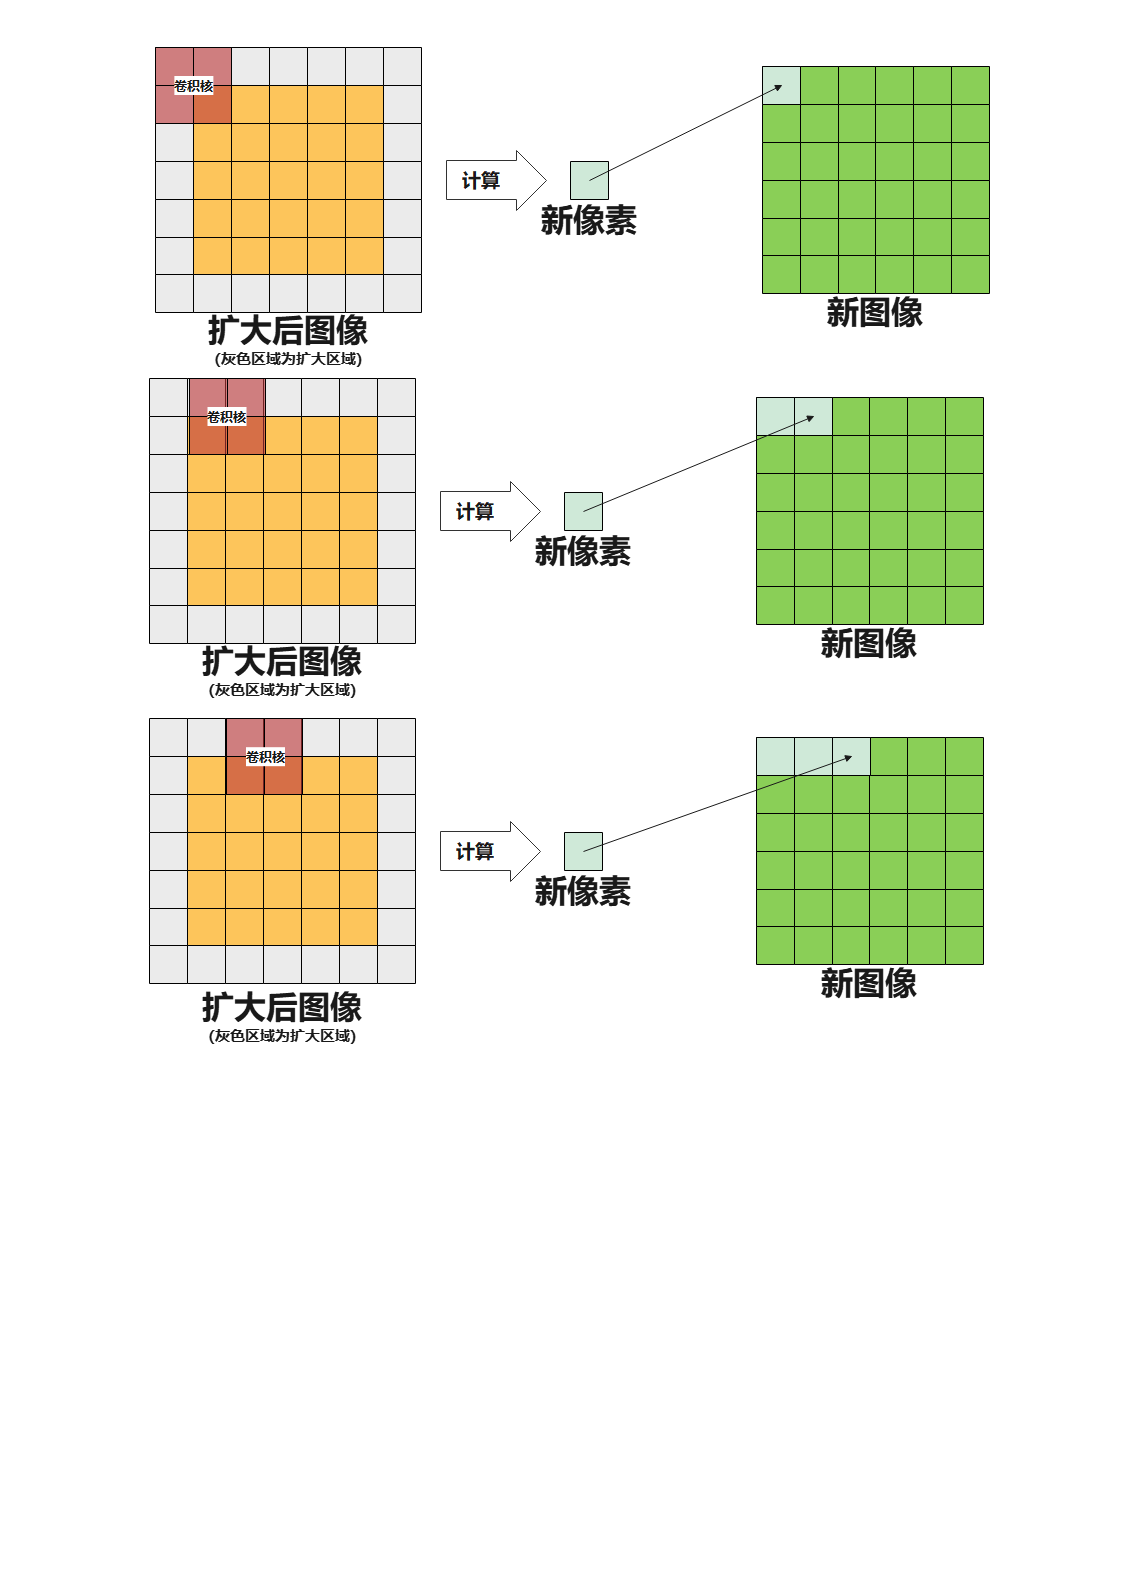 卷积核
计算
新像素
新图像
扩大后图像
(灰色区域为扩大区域)
卷积核
计算
新像素
新图像
扩大后图像
(灰色区域为扩大区域)
卷积核
计算
新像素
新图像
扩大后图像
(灰色区域为扩大区域)